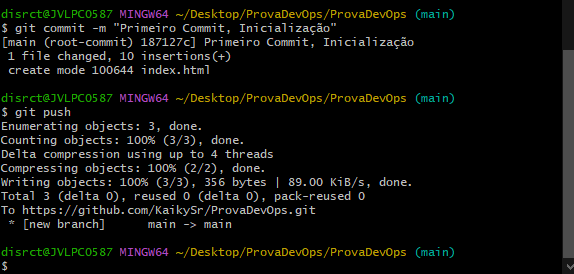 disrct@JVLPC0587 MINGW64 ~/Desktop/ProvaDevOps/ProvaDevOps (main)
$ git commit -m "Primeiro Commit, Inicialização"
[main (root-commit) 187127c] Primeiro Commit, Inicialização
 1 file changed, 10 insertions(+)
 create mode 100644 index.html

disrct@JVLPC0587 MINGW64 ~/Desktop/ProvaDevOps/ProvaDevOps (main)
$ git push
Enumerating objects: 3, done.
Counting objects: 100% (3/3), done.
Delta compression using up to 4 threads
Compressing objects: 100% (2/2), done.
Writing objects: 100% (3/3), 356 bytes | 89.00 KiB/s, done.
Total 3 (delta 0), reused 0 (delta 0), pack-reused 0
To https://github.com/KaikySr/ProvaDevOps.git
 * [new branch]      main -> main

disrct@JVLPC0587 MINGW64 ~/Desktop/ProvaDevOps/ProvaDevOps (main)
$